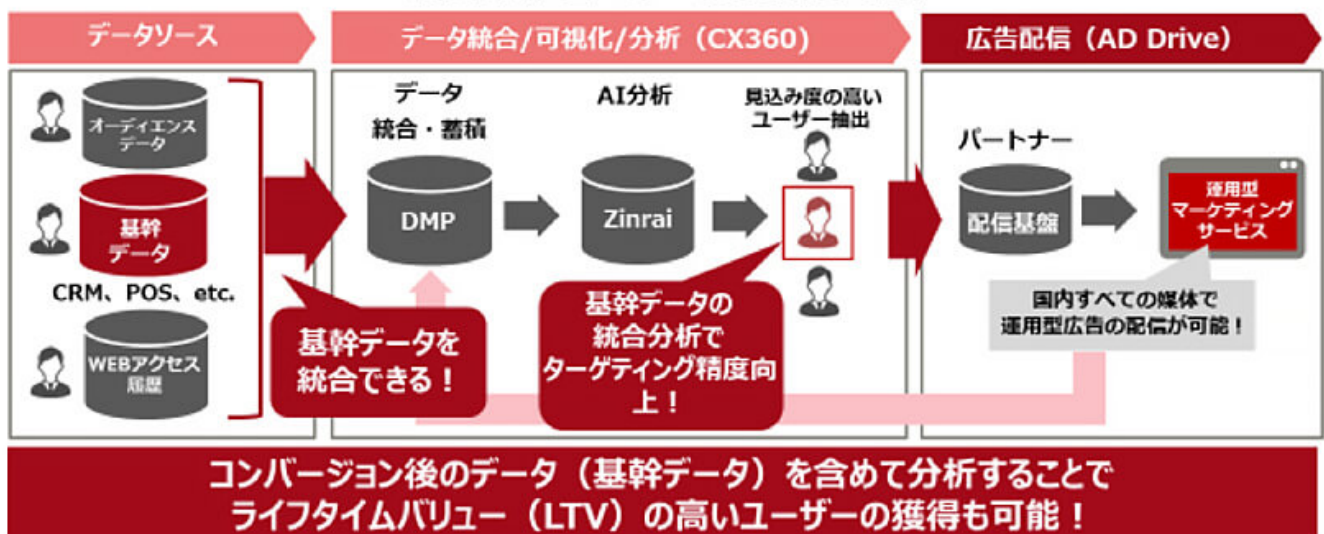 データソース
データ統合/可視化/分析（CX360）
広告配信（AD Drive）
オーディエンス
データ
基幹
データ
CRM、POS、etc.
WEBアクセス
履歴
基幹データを
統合できる！
データ
統合・蓄積
DMP
AI分析
Zinrai
見込み度の高い
ユーザー抽出
基幹データの
統合分析で
ターゲティング精度向
上！
パートナー
配信基盤
運用型
マーケティング
サービス
国内すべての媒体で
運用型広告の配信が可能！
コンバージョン後のデータ（基幹データ）を含めて分析することで
ライフタイムバリュー（LTV）の高いユーザーの獲得も可能！